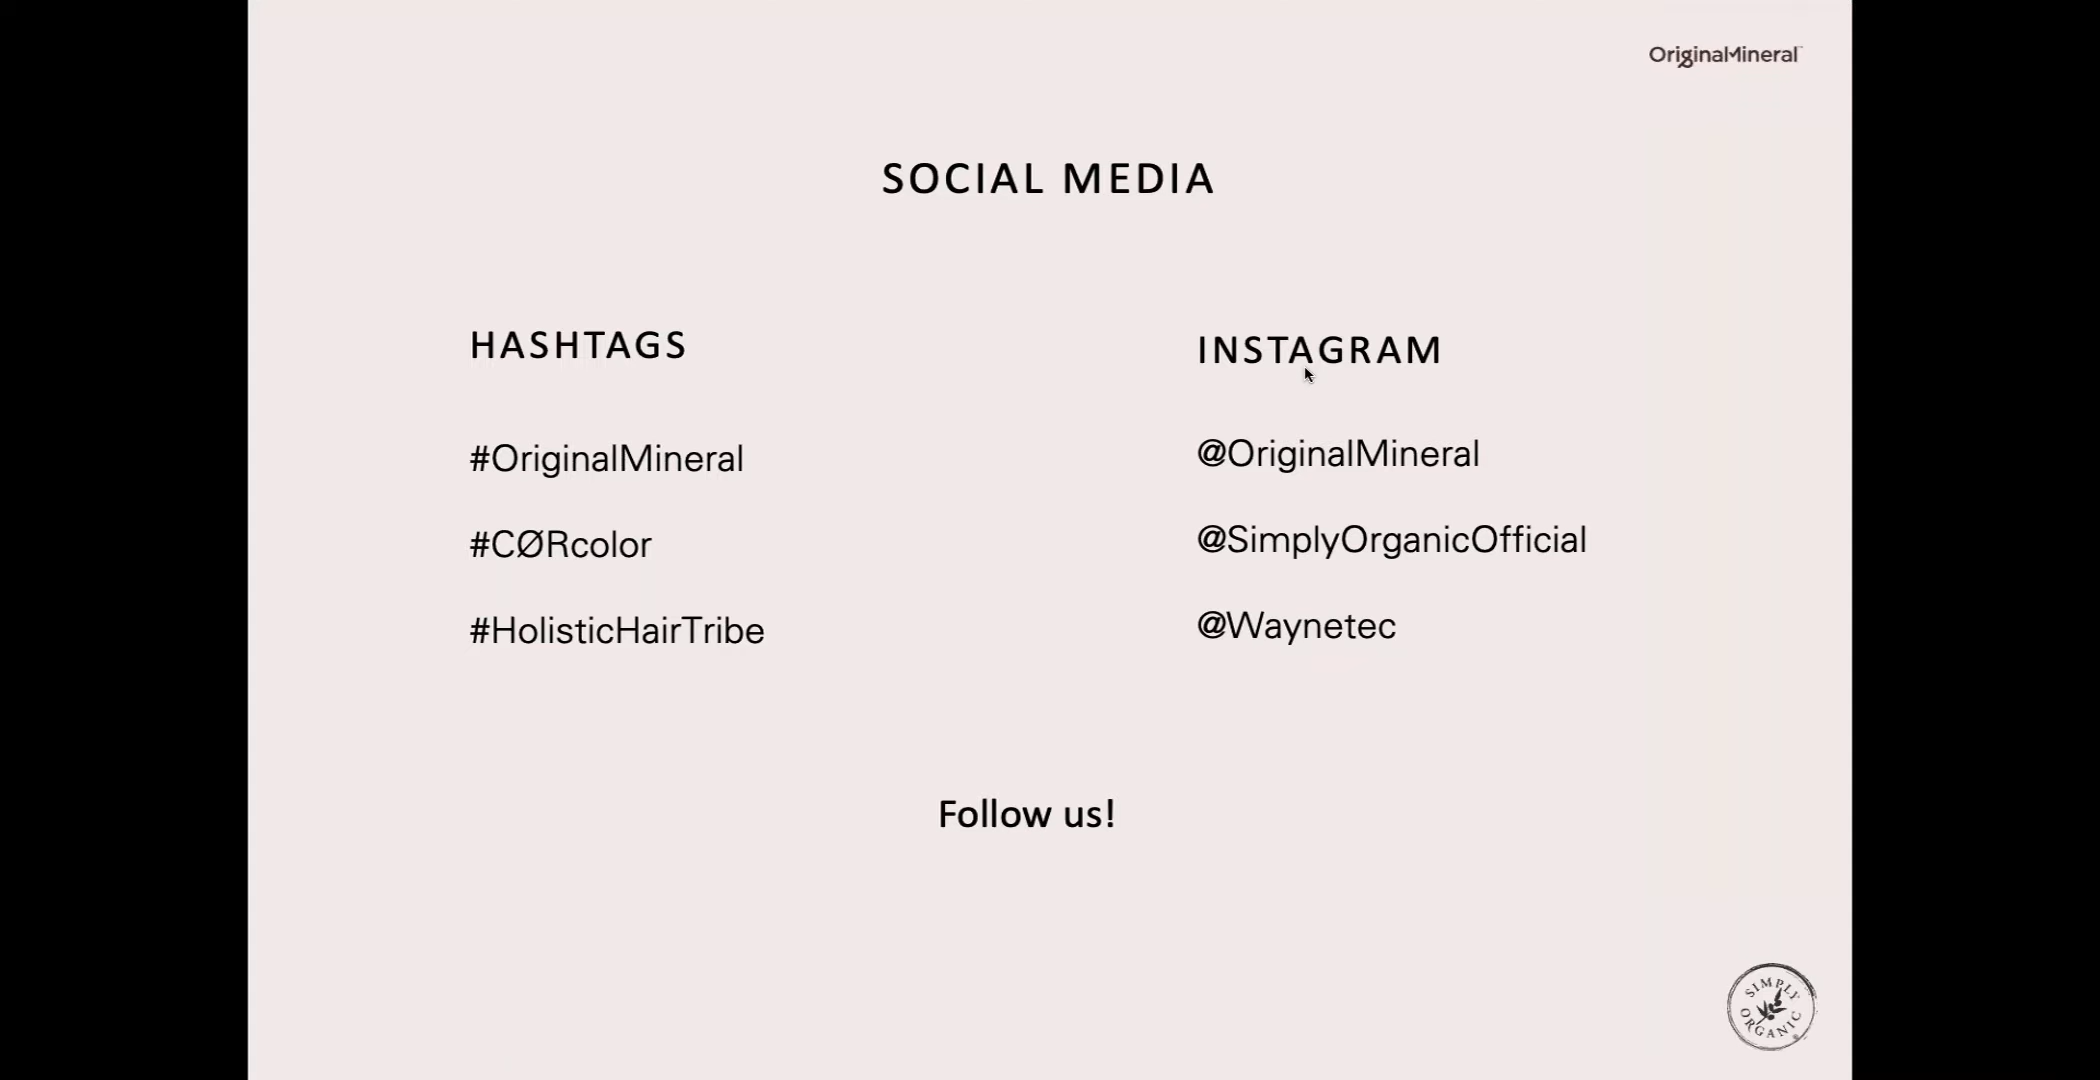 OriginalMineral
SOCIAL MEDIA
HASHTAGS
#OriginalMineral
#CØRcolor
#HolisticHairTribe
INSTAGRAM
@OriginalMineral
@SimplyOrganicOfficial
@Waynetec
Follow us!
SIMPLY
ORGANIC